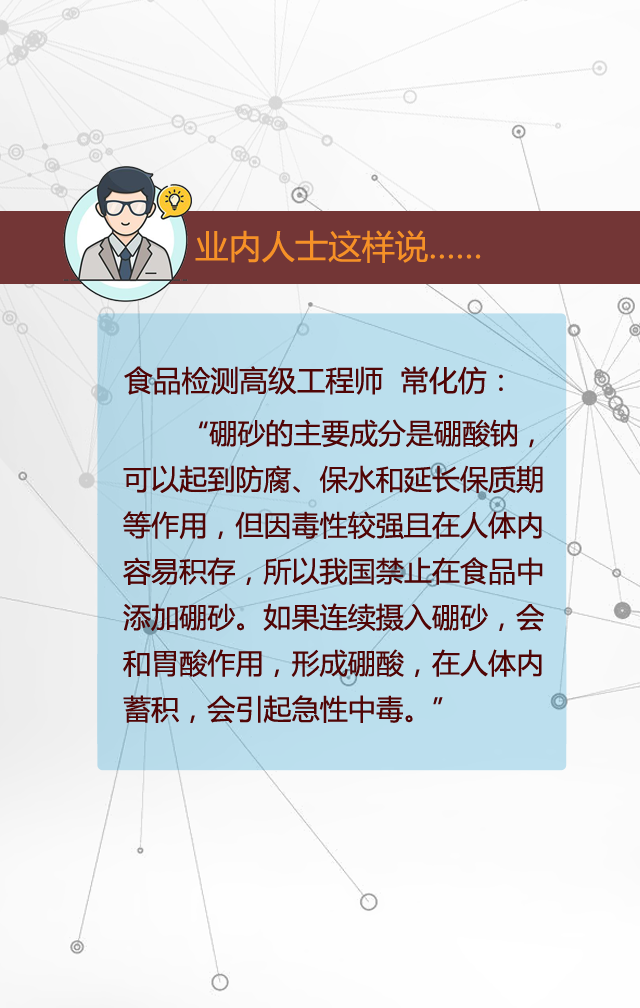 业内人士这样说……
食品检测高级工程师  常化仿：
“硼砂的主要成分是硼酸钠，
可以起到防腐、保水和延长保质期
等作用，但因毒性较强且在人体内
容易积存，所以我国禁止在食品中
添加硼砂。如果连续摄入硼砂，会
和胃酸作用，形成硼酸，在人体内
蓄积，会引起急性中毒。”